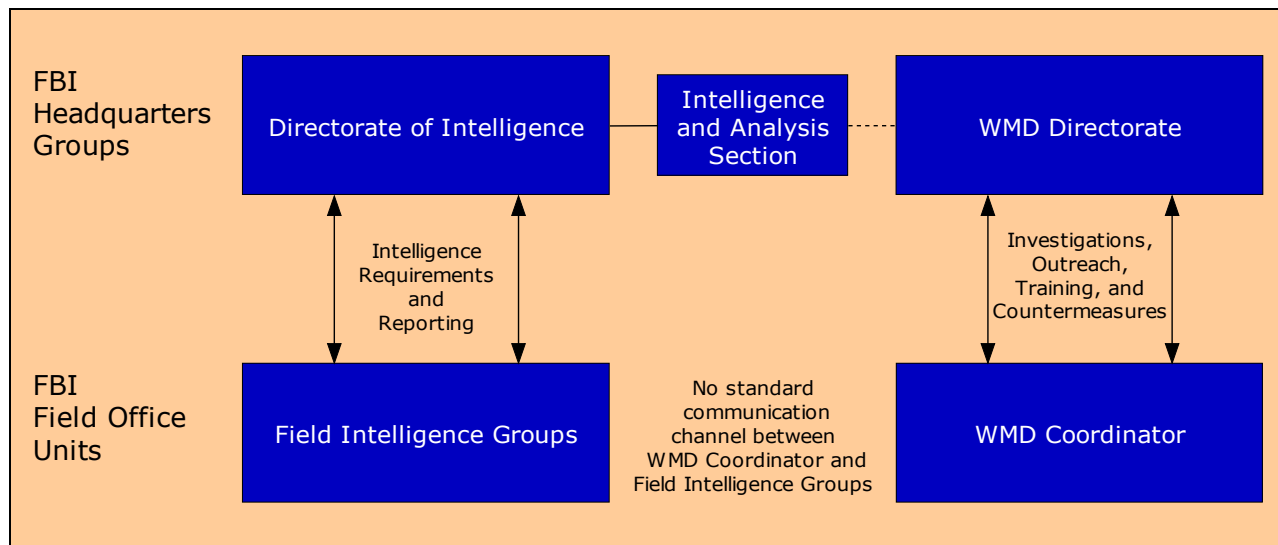 FBI
Headquarters
Groups
Directorate of Intelligence
Intelligence
and Analysis
Section
WMD Directorate
Intelligence
Requirements
and
Reporting
Investigations,
Outreach,
Training, and
Countermeasures
FBI
Field Office
Units
Field Intelligence Groups
No standard
communication
channel between
WMD Coordinator and
Field Intelligence Groups
WMD Coordinator